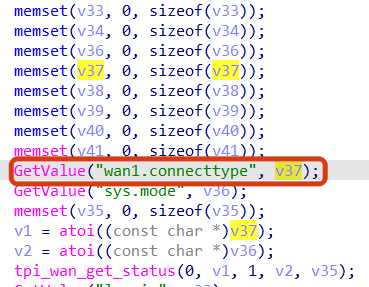 memset(v33, 0, sizeof(v33));
memset(v34, 0, sizeof(v34));
memset(v36, 0, sizeof(v36));
memset(v37, 0, sizeof(v37));
memset(v38, 0, sizeof(v38));
memset(v39, 0, sizeof(v39));
memset(v40, 0, sizeof(v40));
memset(v41, 0, sizeof(v41));
GetValue("wan1.connecttype", v37);
GetValue("sys.mode", v36);
memset(v35, 0, sizeof(v35));
v1 = atoi((const char *)v37);
v2 = atoi((const char *)v36);
tpi_wan_get_status(0, v1, 1, v2, v35);